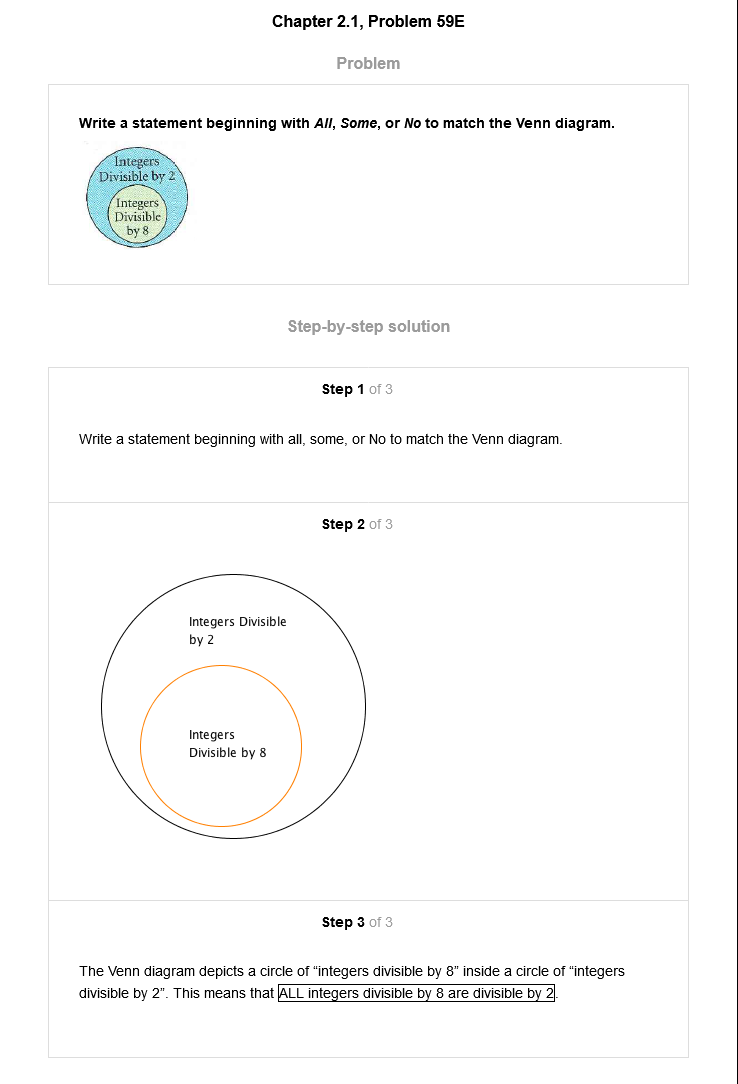 Chapter 2.1, Problem 59E
Problem
Write a statement beginning with All, Some, or No to match the Venn diagram.
Integers
Divisible by 2
Integers
Divisible
by 8
Step-by-step solution
Step 1 of 3
Write a statement beginning with all, some, or No to match the Venn diagram.
Step 2 of 3
Integers Divisible
by 2
Integers
Divisible by 8
Step 3 of 3
The Venn diagram depicts a circle of “integers divisible by 8” inside a circle of “integers
divisible by 2”. This means that ALL integers divisible by 8 are divisible by 2.